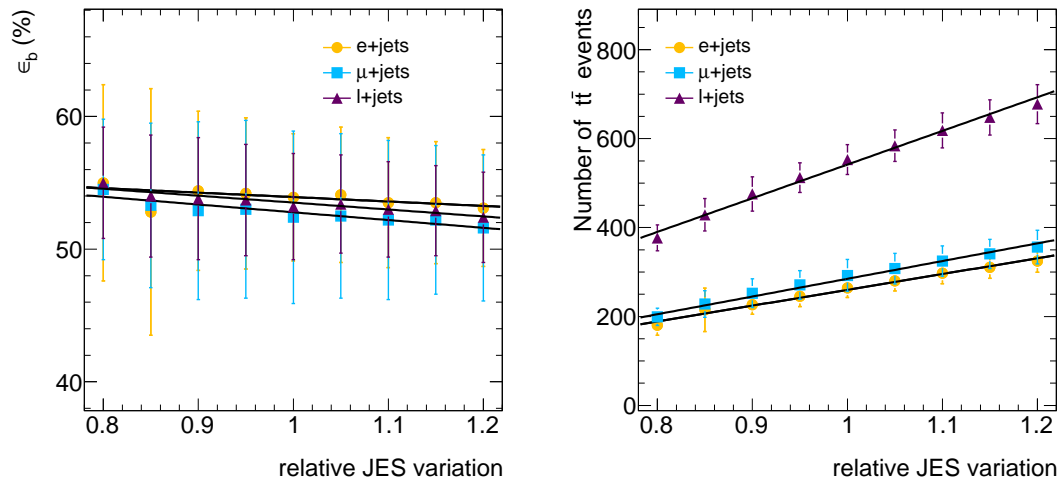 ϵb (%)
60
50
40
0.8 0.9 1 1.1 1.2
relative JES variation
e+jets
μ+jets
l+jets
Number of tt̄ events
800
600
400
200
0
0.8 0.9 1 1.1 1.2
relative JES variation
e+jets
μ+jets
l+jets